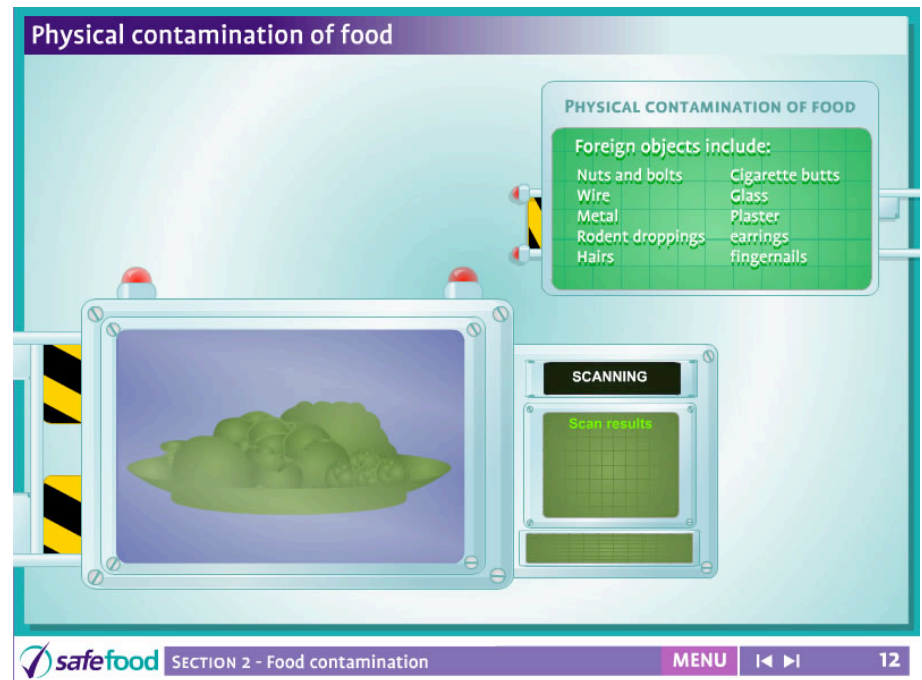 Physical contamination of food
PHYSICAL CONTAMINATION OF FOOD
Foreign objects include:
Nuts and bolts
Wire
Metal
Rodent droppings
Hairs
Cigarette butts
Glass
Plaster
earrings
fingernails
SCANNING
Scan results
safefood SECTION 2 - Food contamination MENU 12